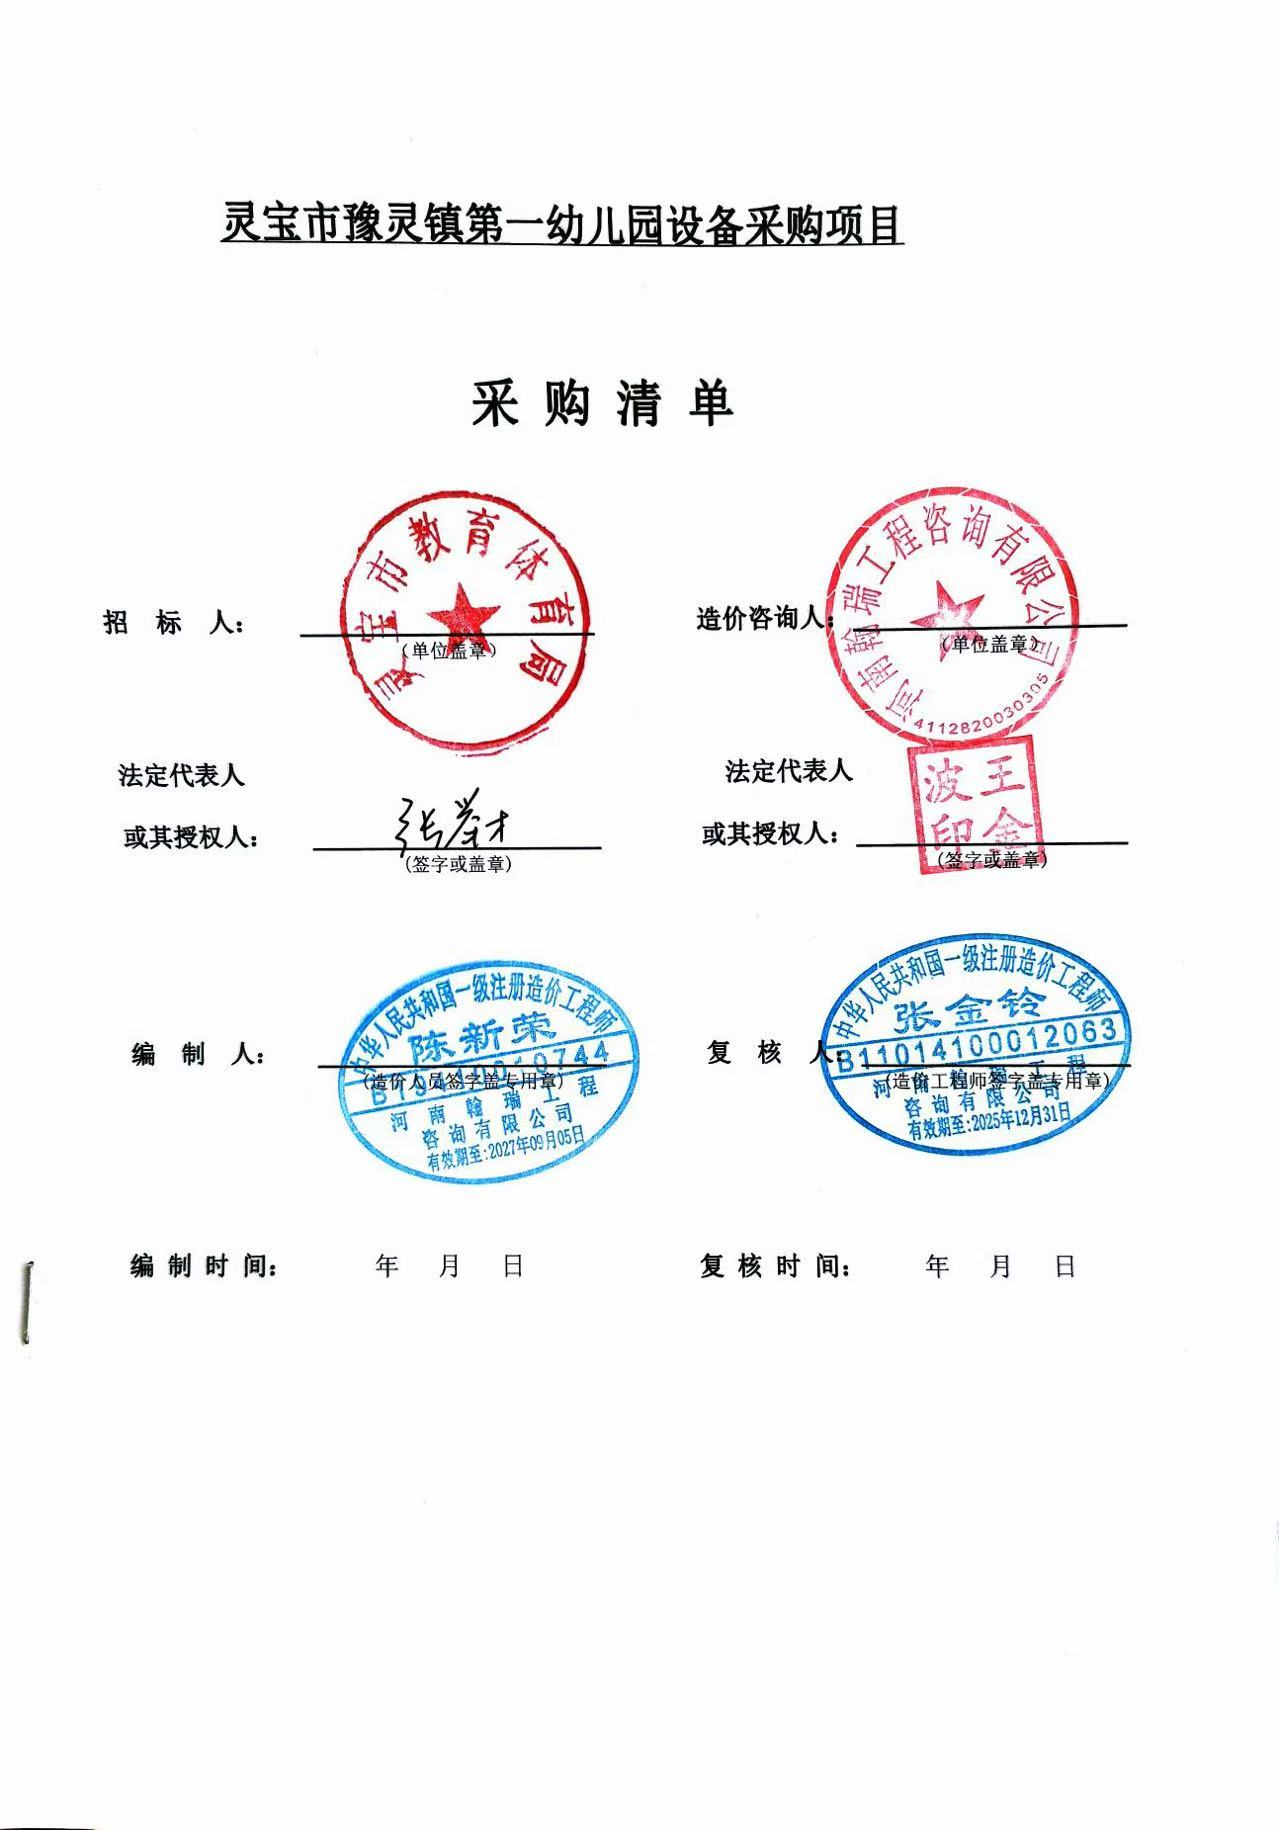 灵宝市豫灵镇第一幼儿园设备采购项目
采购清单
灵宝市教育体育局
招标人：
（单位盖章）
河南翰瑞工程咨询有限公司
造价咨询人：
（单位盖章）
4112820030305
法定代表人
或其授权人：
（签字或盖章）
法定代表人
或其授权人：
王金波印
（签字或盖章）
中华人民共和国一级注册造价工程师
陈新荣
编制人：
（造价人员签字盖专用章）
河南翰瑞工程
咨询有限公司
有效期至:2027年09月05日
中华人民共和国一级注册造价工程师
张金铃
复核人：
B11014100012063
（造价工程师签字盖专用章）
河南翰瑞工程
咨询有限公司
有效期至:2025年12月31日
编制时间： 年 月 日
复核时间： 年 月 日